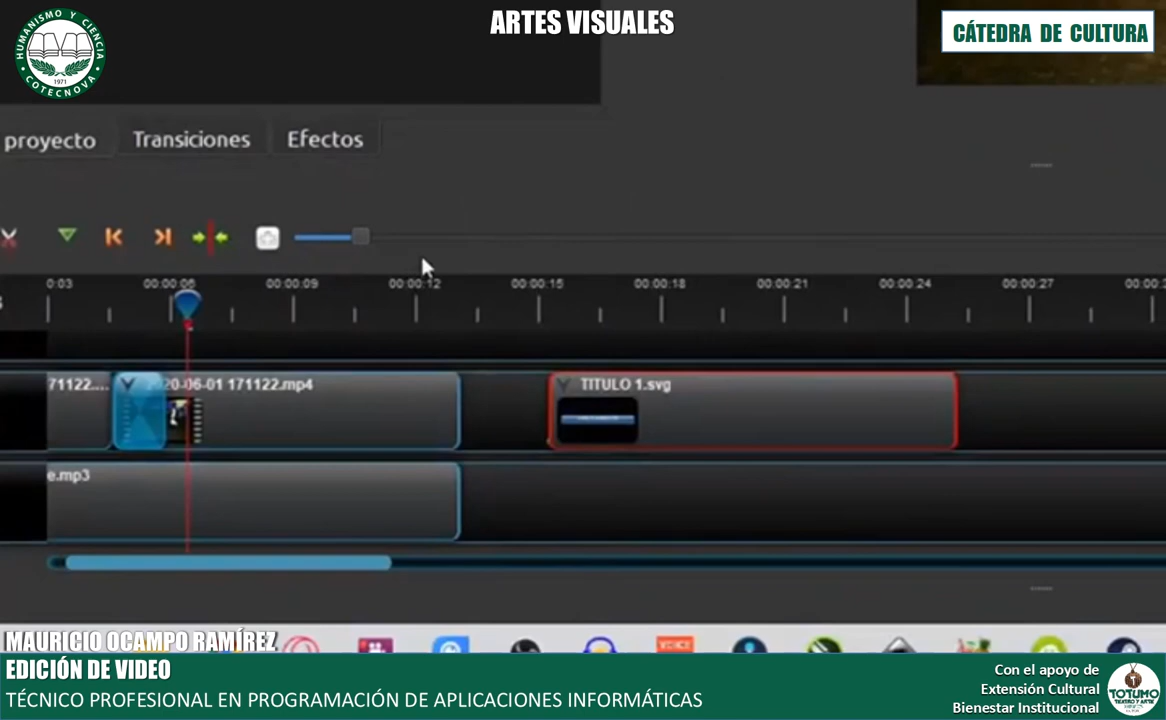 HUMANISMO Y CIENCIA
1971
COTECNOVA
ARTES VISUALES
CÁTEDRA DE CULTURA
proyecto
Transiciones
Efectos
0:03
00:00:06
00:00:09
00:00:12
00:00:15
00:00:18
00:00:21
00:00:24
00:00:27
71122....
20-06-01 171122.mp4
TITULO 1.svg
e.mp3
MAURICIO OCAMPO RAMÍREZ
EDICIÓN DE VIDEO
TÉCNICO PROFESIONAL EN PROGRAMACIÓN DE APLICACIONES INFORMÁTICAS
Con el apoyo de
Extensión Cultural
Bienestar Institucional
TOTUMO
TEATRO Y ARTE